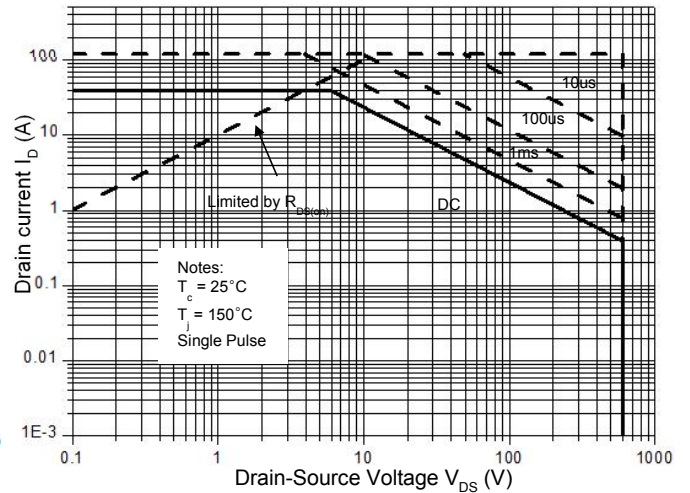 Drain current I_D (A)
100
10
1
0.1
0.01
1E-3
10us
100us
1ms
DC
Limited by R_DS(on)
Notes:
T_c = 25°C
T_j = 150°C
Single Pulse
0.1 1 10 100 1000
Drain-Source Voltage V_DS (V)